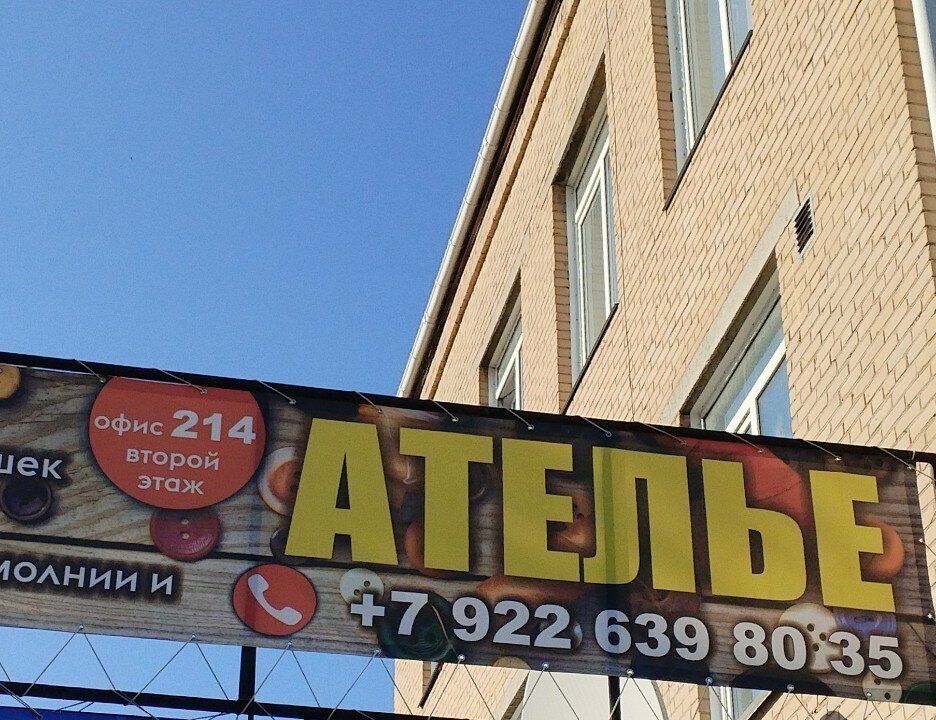 шек
молнии и
офис 214
второй
этаж
АТЕЛЬЕ
+7 922 639 80 35